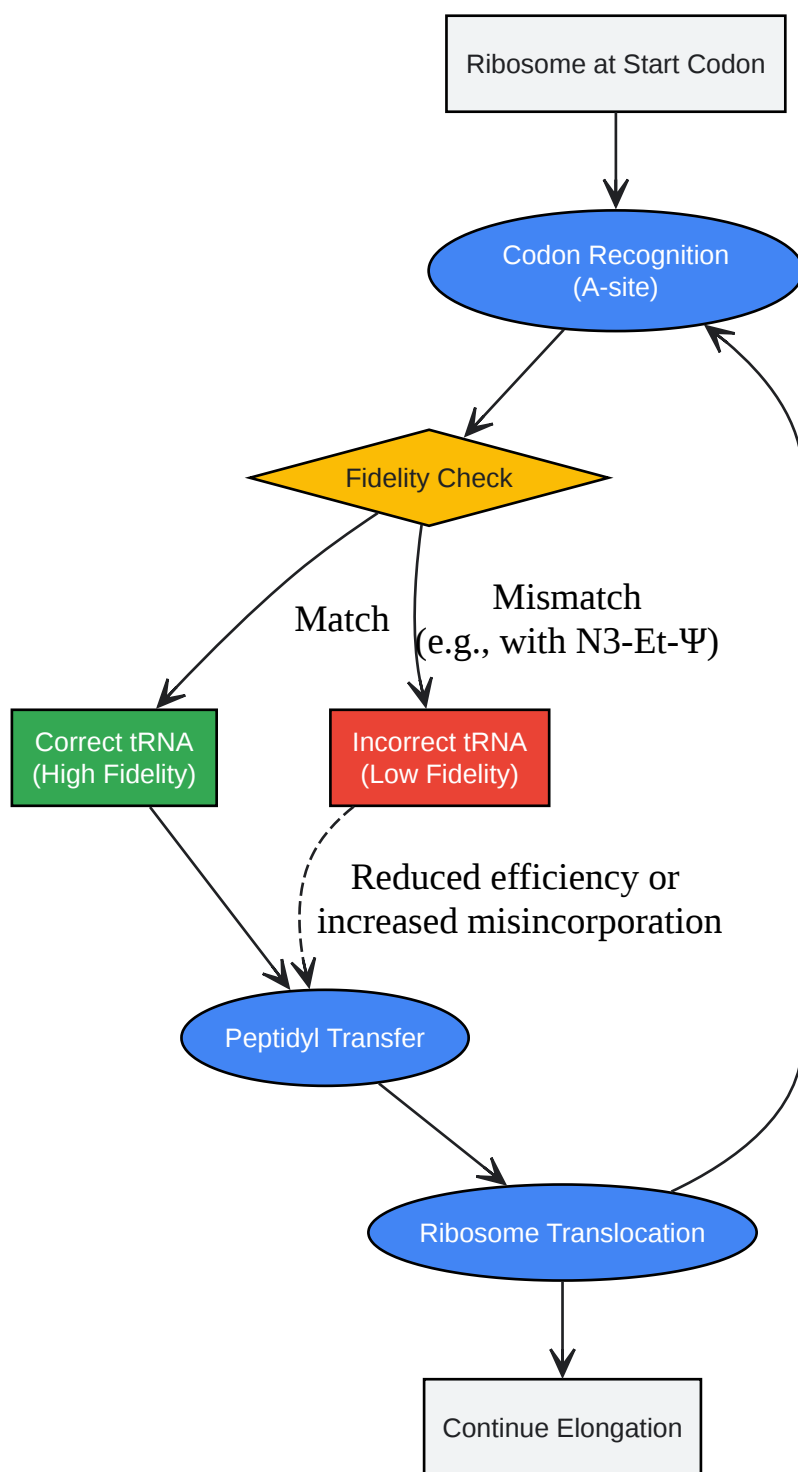 Ribosome at Start Codon
Codon Recognition
(A-site)
Fidelity Check
Match
Mismatch
(e.g., with N3-Et-Ψ)
Correct tRNA
(High Fidelity)
Incorrect tRNA
(Low Fidelity)
Reduced efficiency or
increased misincorporation
Peptidyl Transfer
Ribosome Translocation
Continue Elongation